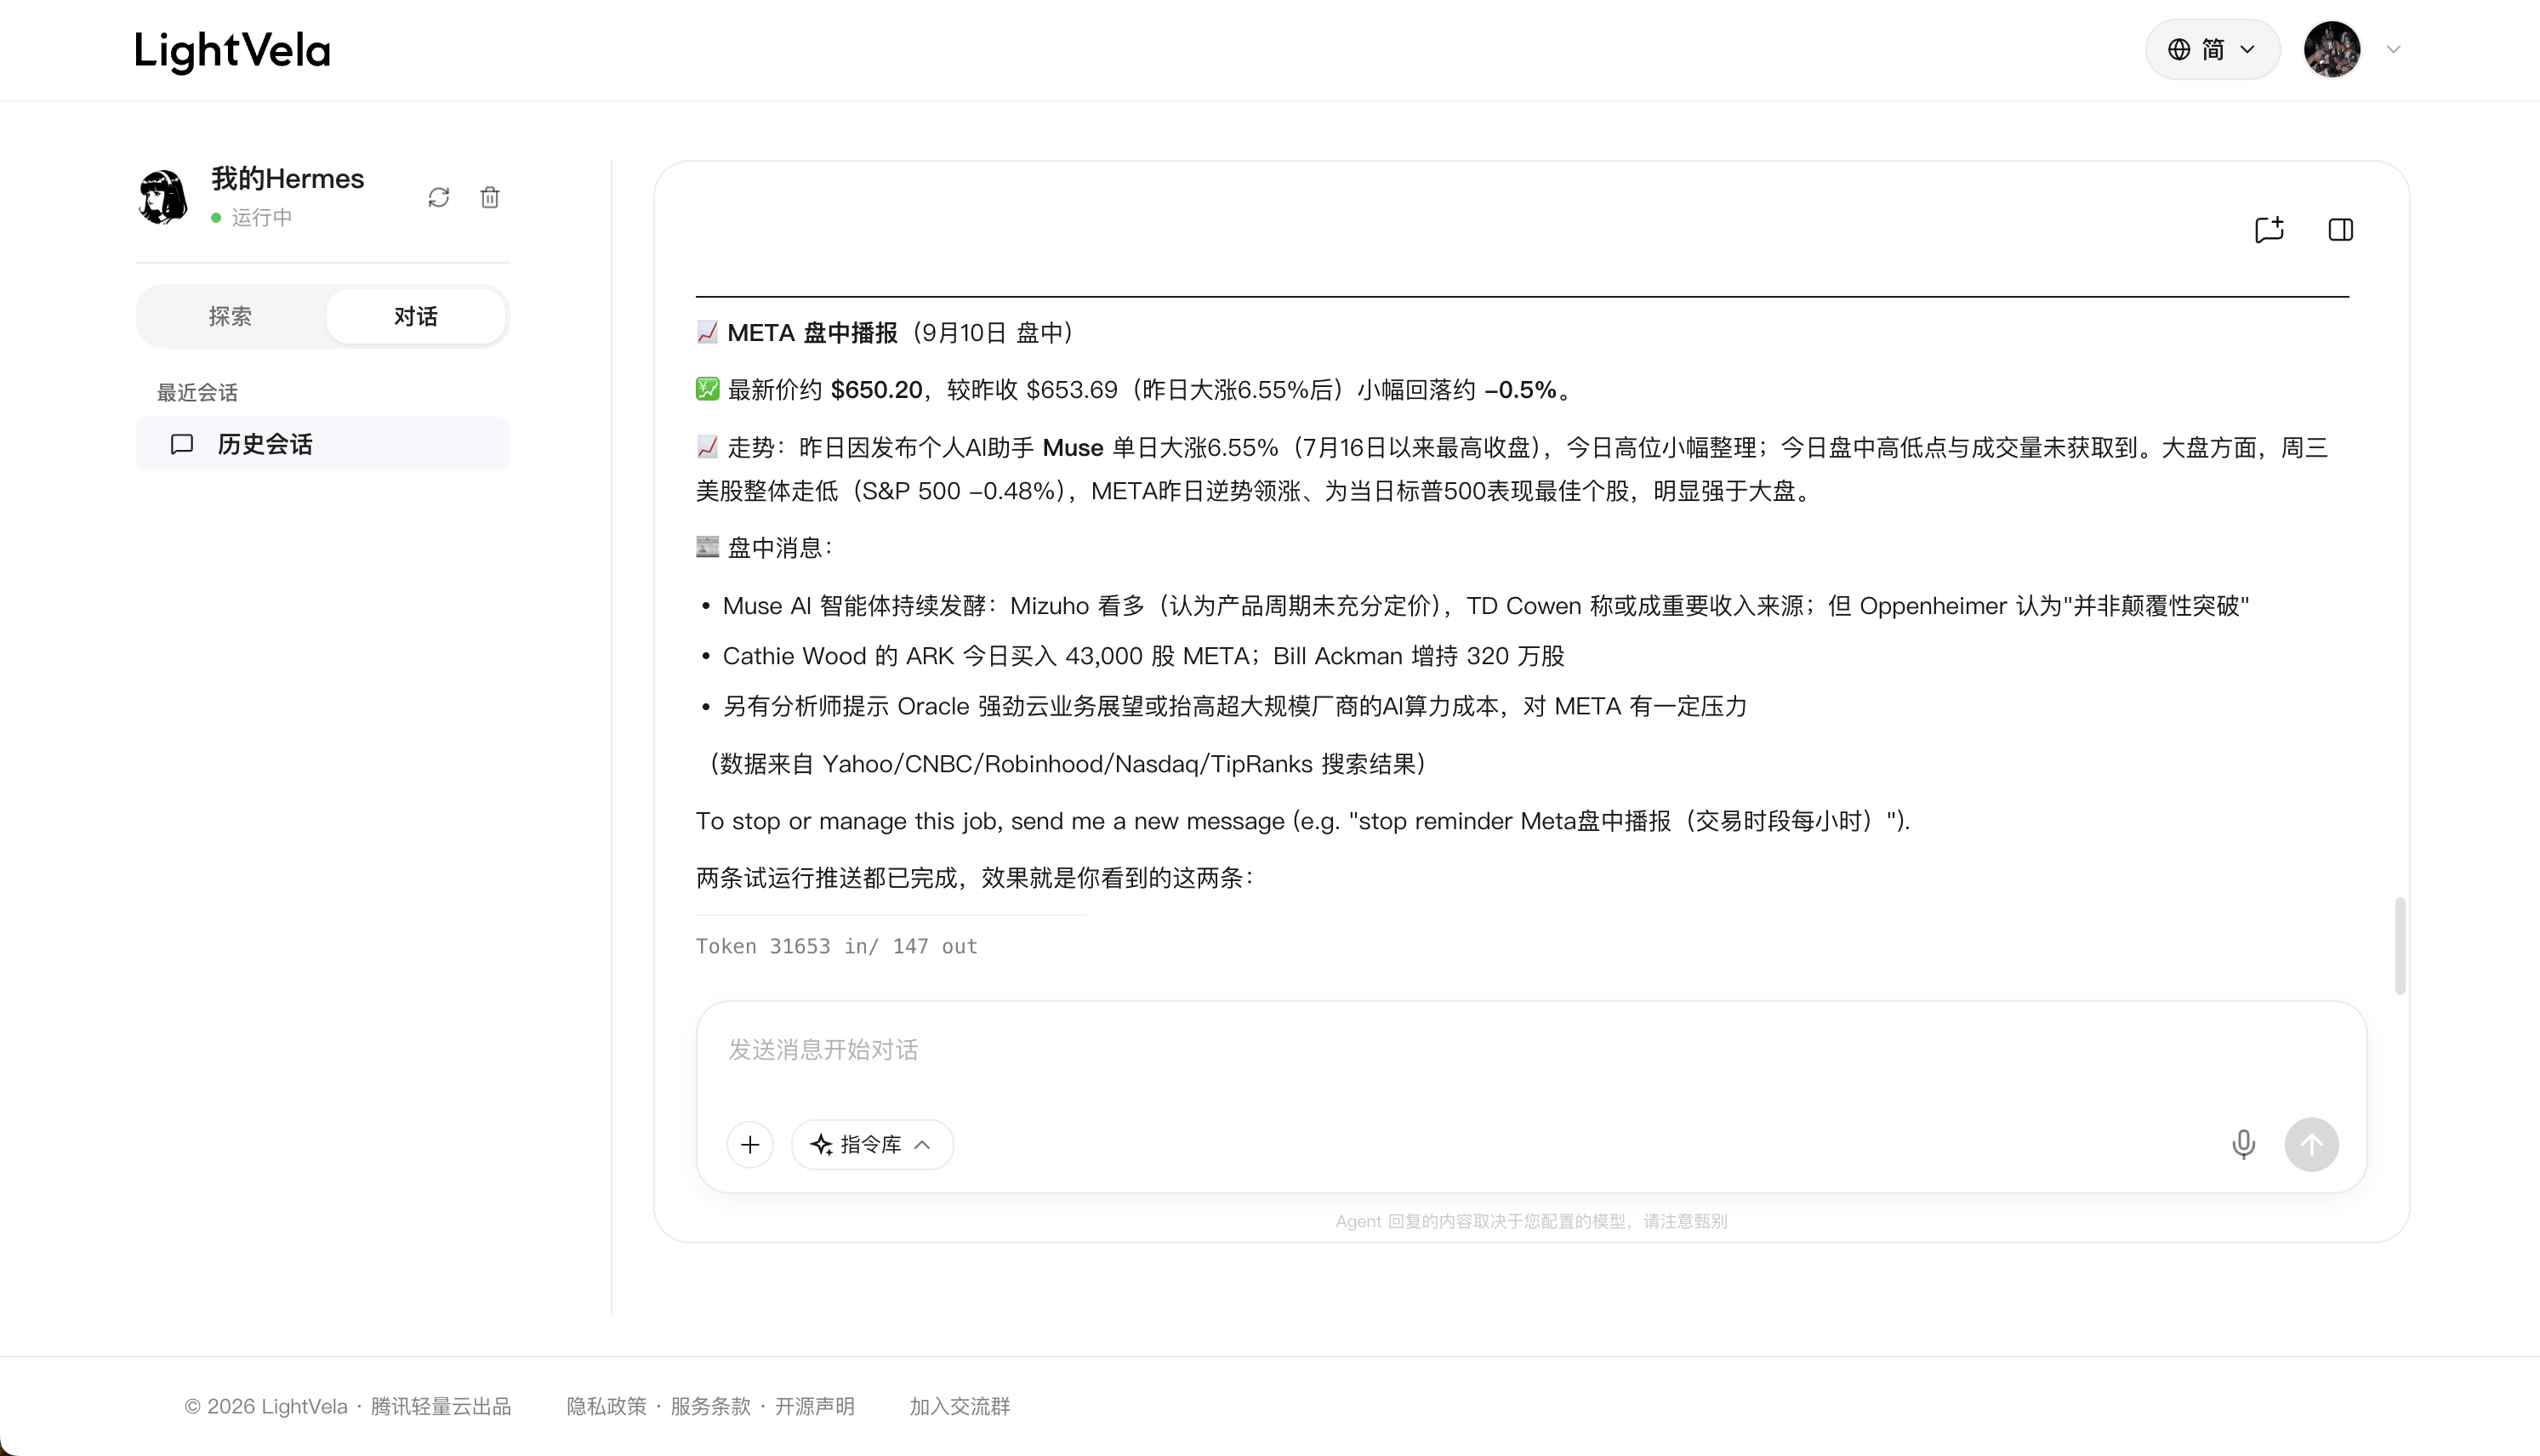 LightVela
简
我的Hermes
运行中
探索
对话
最近会话
历史会话
META 盘中播报（9月10日 盘中）
最新价约 $650.20，较昨收 $653.69（昨日大涨6.55%后）小幅回落约 −0.5%。
走势：昨日因发布个人AI助手 Muse 单日大涨6.55%（7月16日以来最高收盘），今日高位小幅整理；今日盘中高低点与成交量未获取到。大盘方面，周三
美股整体走低（S&P 500 −0.48%），META昨日逆势领涨、为当日标普500表现最佳个股，明显强于大盘。
盘中消息：
• Muse AI 智能体持续发酵：Mizuho 看多（认为产品周期未充分定价），TD Cowen 称或成重要收入来源；但 Oppenheimer 认为"并非颠覆性突破"
• Cathie Wood 的 ARK 今日买入 43,000 股 META；Bill Ackman 增持 320 万股
• 另有分析师提示 Oracle 强劲云业务展望或抬高超大规模厂商的AI算力成本，对 META 有一定压力
（数据来自 Yahoo/CNBC/Robinhood/Nasdaq/TipRanks 搜索结果）
To stop or manage this job, send me a new message (e.g. "stop reminder Meta盘中播报（交易时段每小时）").
两条试运行推送都已完成，效果就是你看到的这两条：
Token 31653 in/ 147 out
发送消息开始对话
指令库
Agent 回复的内容取决于您配置的模型，请注意甄别
© 2026 LightVela · 腾讯轻量云出品 隐私政策 · 服务条款 · 开源声明 加入交流群